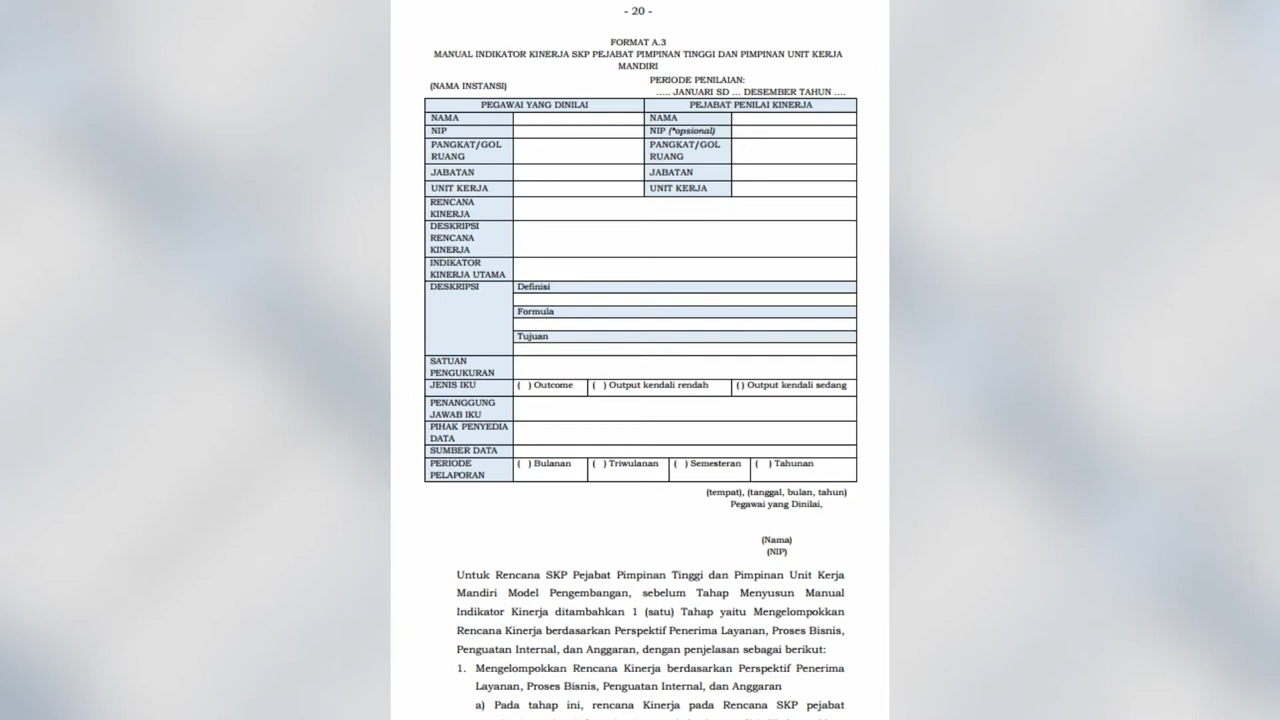 - 20 -
FORMAT A.3
MANUAL INDIKATOR KINERJA SKP PEJABAT PIMPINAN TINGGI DAN PIMPINAN UNIT KERJA
MANDIRI
(NAMA INSTANSI)
PERIODE PENILAIAN:
..... JANUARI SD ... DESEMBER TAHUN ....
PEGAWAI YANG DINILAI PEJABAT PENILAI KINERJA
NAMA NAMA
NIP NIP (*opsional)
PANGKAT/GOL PANGKAT/GOL
RUANG RUANG
JABATAN JABATAN
UNIT KERJA UNIT KERJA
RENCANA
KINERJA
DESKRIPSI
RENCANA
KINERJA
INDIKATOR
KINERJA UTAMA
DESKRIPSI Definisi
Formula
Tujuan
SATUAN
PENGUKURAN
JENIS IKU ( ) Outcome ( ) Output kendali rendah ( ) Output kendali sedang
PENANGGUNG
JAWAB IKU
PIHAK PENYEDIA
DATA
SUMBER DATA
PERIODE ( ) Bulanan ( ) Triwulanan ( ) Semesteran ( ) Tahunan
PELAPORAN
(tempat), (tanggal, bulan, tahun)
Pegawai yang Dinilai,
(Nama)
(NIP)
Untuk Rencana SKP Pejabat Pimpinan Tinggi dan Pimpinan Unit Kerja
Mandiri Model Pengembangan, sebelum Tahap Menyusun Manual
Indikator Kinerja ditambahkan 1 (satu) Tahap yaitu Mengelompokkan
Rencana Kinerja berdasarkan Perspektif Penerima Layanan, Proses Bisnis,
Penguatan Internal, dan Anggaran, dengan penjelasan sebagai berikut:
1. Mengelompokkan Rencana Kinerja berdasarkan Perspektif Penerima
Layanan, Proses Bisnis, Penguatan Internal, dan Anggaran
a) Pada tahap ini, rencana Kinerja pada Rencana SKP pejabat